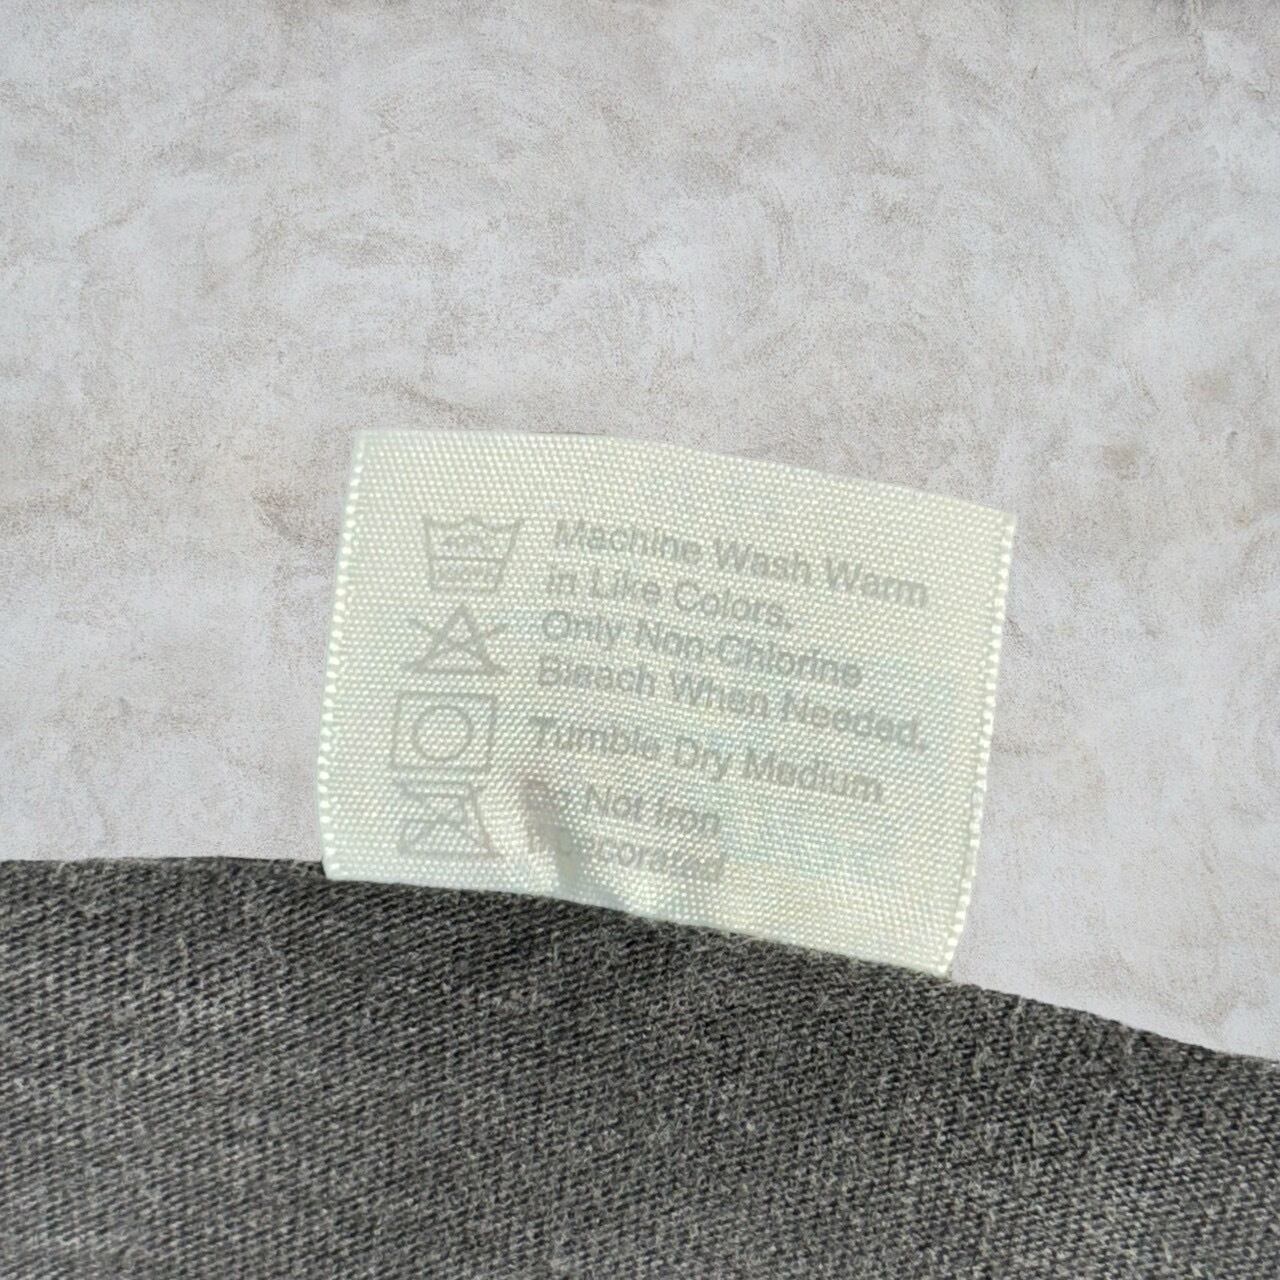 Machine Wash Warm
in Like Colors.
Only Non-Chlorine
Bleach When Needed.
Tumble Dry Medium
Not Iron